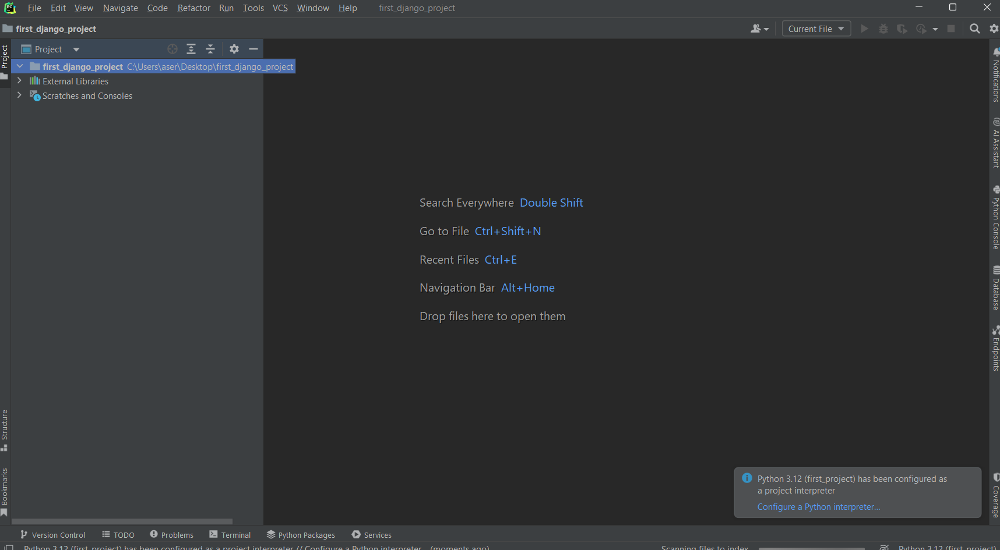 PC
File Edit View Navigate Code Refactor Run Tools VCS Window Help first_django_project
first_django_project
Current File
Project
Project
first_django_project C:\Users\aser\Desktop\first_django_project
External Libraries
Scratches and Consoles
Structure
Bookmarks
Search Everywhere Double Shift
Go to File Ctrl+Shift+N
Recent Files Ctrl+E
Navigation Bar Alt+Home
Drop files here to open them
Notifications
AI Assistant
Python Console
Database
Endpoints
Coverage
Python 3.12 (first_project) has been configured as
a project interpreter
Configure a Python interpreter...
Version Control TODO Problems Terminal Python Packages Services
Python 3.12 (first_project) has been configured as a project interpreter // Configure a Python interpreter... (moments ago) Scanning files to index Python 3.12 (first_project)